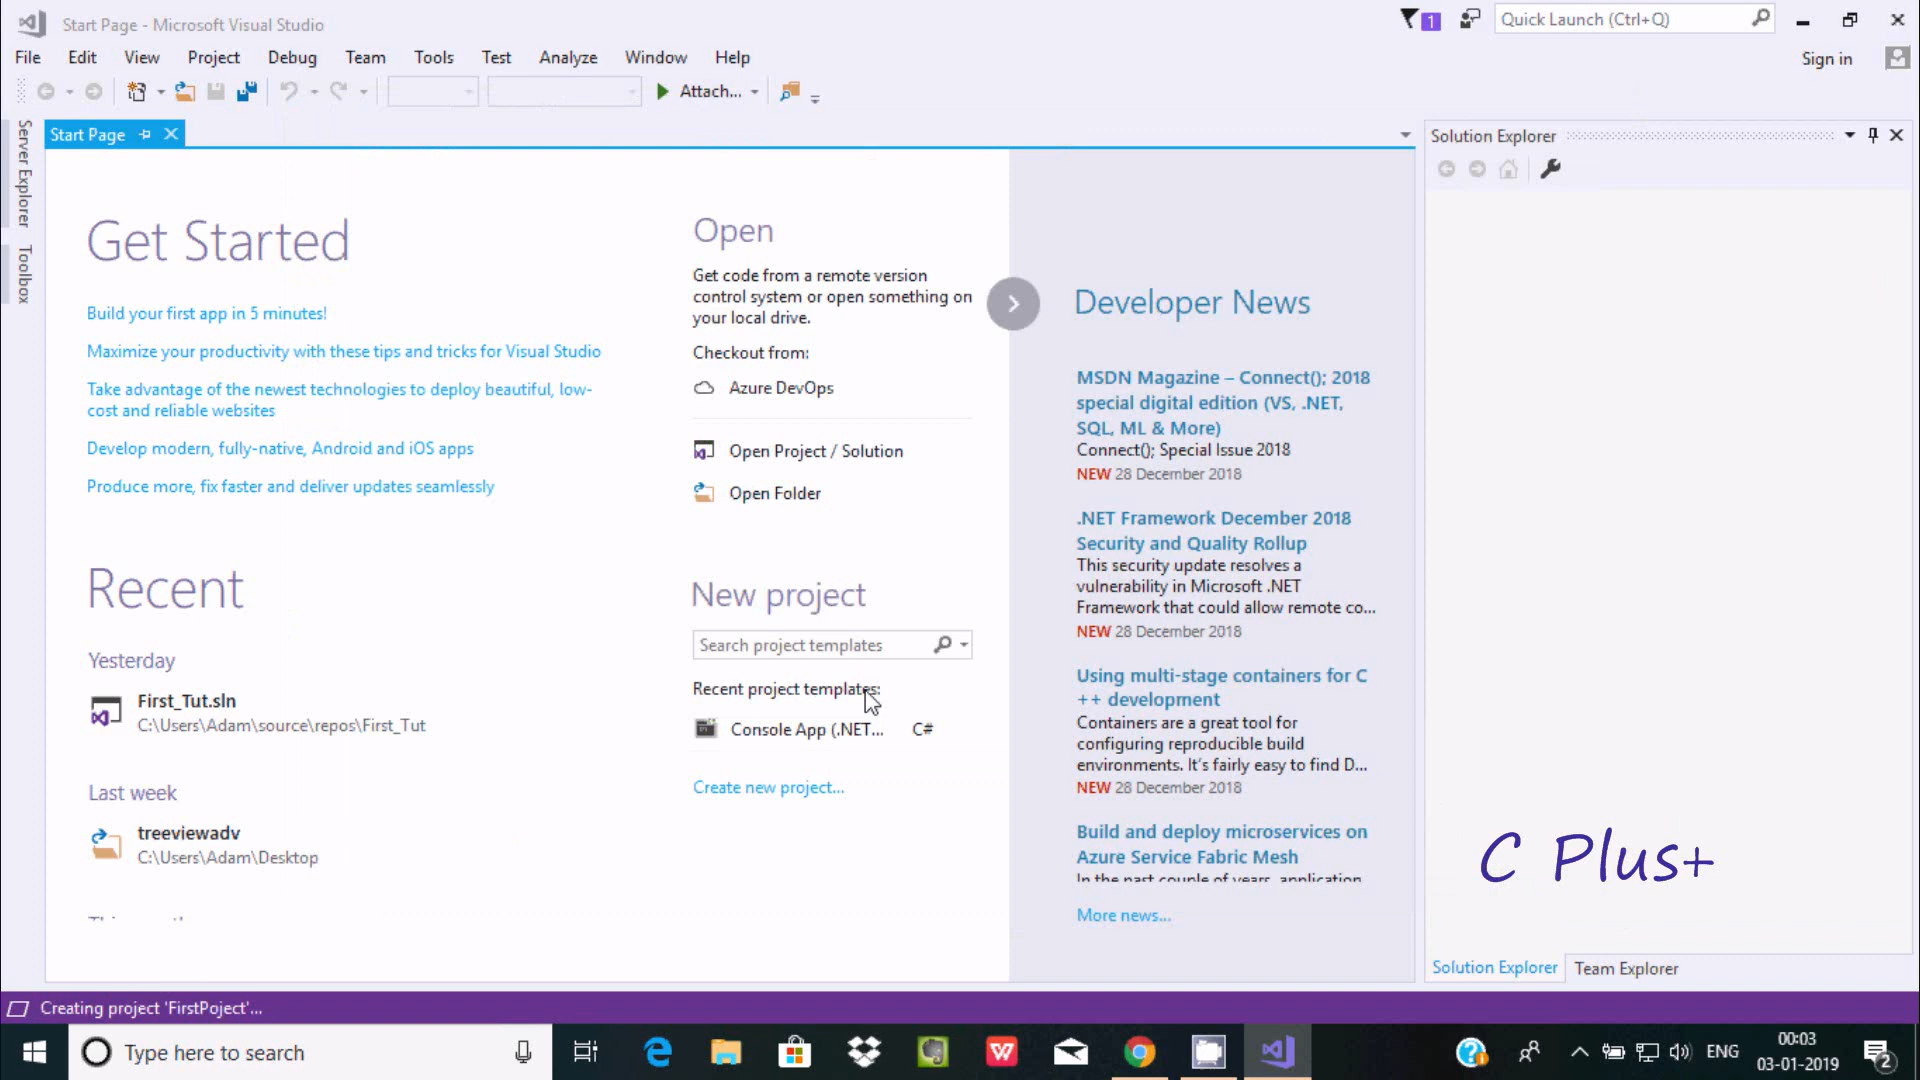 Start Page - Microsoft Visual Studio
1
Quick Launch (Ctrl+Q)
File Edit View Project Debug Team Tools Test Analyze Window Help
Sign in
Attach...
Server Explorer
Toolbox
Start Page
Get Started
Build your first app in 5 minutes!
Maximize your productivity with these tips and tricks for Visual Studio
Take advantage of the newest technologies to deploy beautiful, low-
cost and reliable websites
Develop modern, fully-native, Android and iOS apps
Produce more, fix faster and deliver updates seamlessly
Recent
Yesterday
First_Tut.sln
C:\Users\Adam\source\repos\First_Tut
Last week
treeviewadv
C:\Users\Adam\Desktop
Open
Get code from a remote version
control system or open something on
your local drive.
Checkout from:
Azure DevOps
Open Project / Solution
Open Folder
New project
Search project templates
Recent project templates:
Console App (.NET... C#
Create new project...
Developer News
MSDN Magazine – Connect(); 2018
special digital edition (VS, .NET,
SQL, ML & More)
Connect(); Special Issue 2018
NEW 28 December 2018
.NET Framework December 2018
Security and Quality Rollup
This security update resolves a
vulnerability in Microsoft .NET
Framework that could allow remote co...
NEW 28 December 2018
Using multi-stage containers for C
++ development
Containers are a great tool for
configuring reproducible build
environments. It's fairly easy to find D...
NEW 28 December 2018
Build and deploy microservices on
Azure Service Fabric Mesh
In the past couple of years, application
More news...
Solution Explorer
C Plus+
Solution Explorer Team Explorer
Creating project 'FirstPoject'...
Type here to search
ENG
00:03
03-01-2019
2